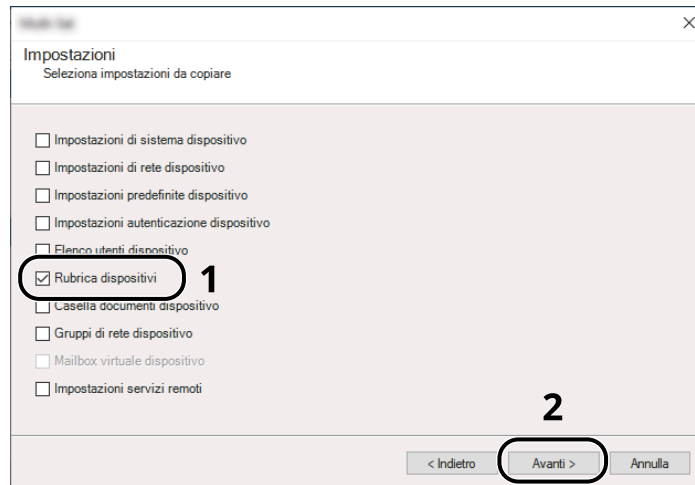 Impostazioni
Seleziona impostazioni da copiare
Impostazioni di sistema dispositivo
Impostazioni di rete dispositivo
Impostazioni predefinite dispositivo
Impostazioni autenticazione dispositivo
Elenco utenti dispositivo
Rubrica dispositivi 1
Casella documenti dispositivo
Gruppi di rete dispositivo
Mailbox virtuale dispositivo
Impostazioni servizi remoti
2
< Indietro Avanti > Annulla